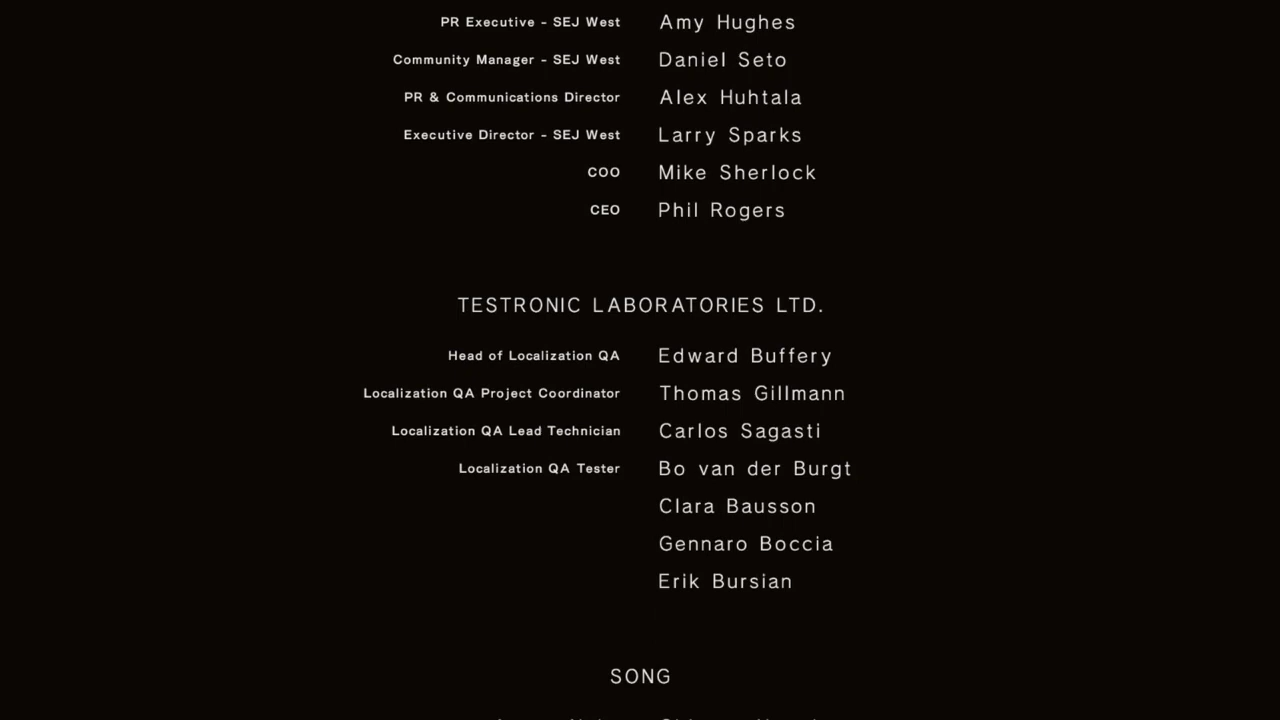 PR Executive - SEJ West Amy Hughes
Community Manager - SEJ West Daniel Seto
PR & Communications Director Alex Huhtala
Executive Director - SEJ West Larry Sparks
COO Mike Sherlock
CEO Phil Rogers
TESTRONIC LABORATORIES LTD.
Head of Localization QA Edward Buffery
Localization QA Project Coordinator Thomas Gillmann
Localization QA Lead Technician Carlos Sagasti
Localization QA Tester Bo van der Burgt
Clara Bausson
Gennaro Boccia
Erik Bursian
SONG